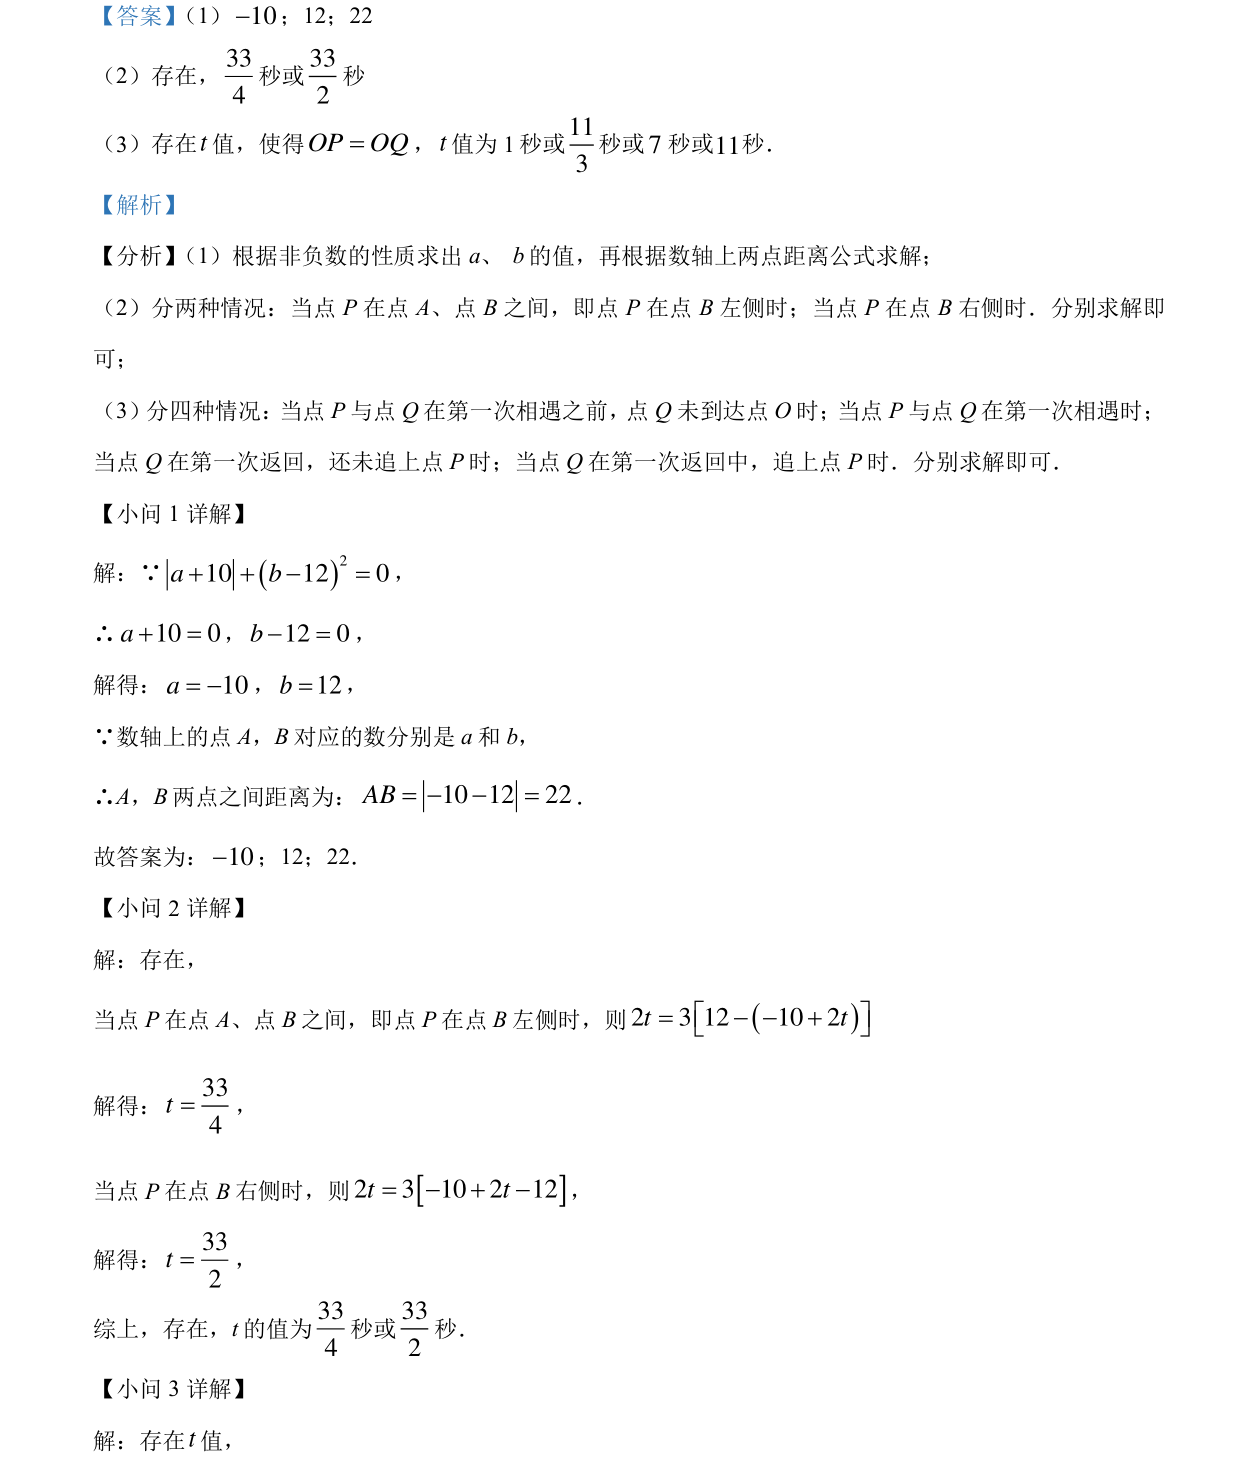 【答案】（1）−10；12；22
（2）存在，33/4 秒或 33/2 秒
（3）存在 t 值，使得 OP = OQ，t 值为 1 秒或 11/3 秒或 7 秒或 11 秒．
【解析】
【分析】（1）根据非负数的性质求出 a、 b 的值，再根据数轴上两点距离公式求解；
（2）分两种情况：当点 P 在点 A、点 B 之间，即点 P 在点 B 左侧时；当点 P 在点 B 右侧时．分别求解即
可；
（3）分四种情况：当点 P 与点 Q 在第一次相遇之前，点 Q 未到达点 O 时；当点 P 与点 Q 在第一次相遇时；
当点 Q 在第一次返回，还未追上点 P 时；当点 Q 在第一次返回中，追上点 P 时．分别求解即可．
【小问 1 详解】
解：∵ |a+10|+(b−12)² = 0，
∴ a+10 = 0，b−12 = 0，
解得：a = −10，b = 12，
∵数轴上的点 A，B 对应的数分别是 a 和 b，
∴A，B 两点之间距离为：AB = |−10−12| = 22．
故答案为：−10；12；22．
【小问 2 详解】
解：存在，
当点 P 在点 A、点 B 之间，即点 P 在点 B 左侧时，则 2t = 3[12−(−10+2t)]
解得：t = 33/4，
当点 P 在点 B 右侧时，则 2t = 3[−10+2t−12]，
解得：t = 33/2，
综上，存在，t 的值为 33/4 秒或 33/2 秒．
【小问 3 详解】
解：存在 t 值，